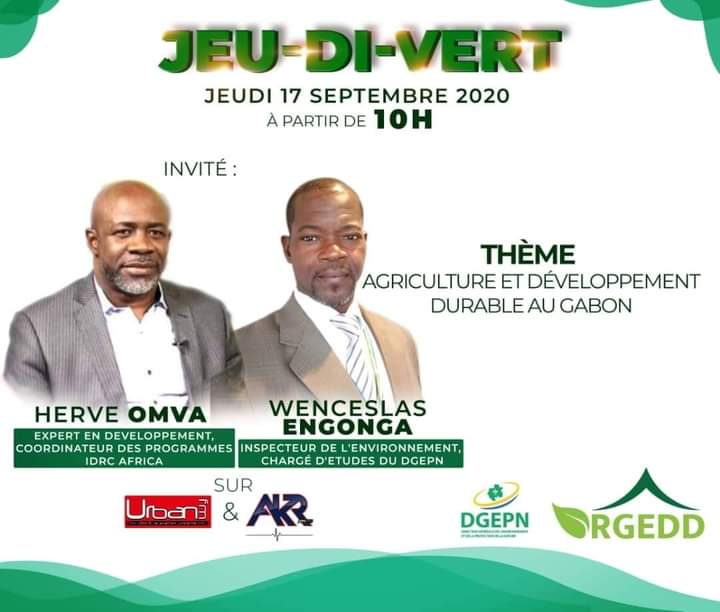 JEU-DI-VERT
JEUDI 17 SEPTEMBRE 2020
À PARTIR DE 10H
INVITÉ :
THÈME
AGRICULTURE ET DÉVELOPPEMENT
DURABLE AU GABON
HERVE OMVA
EXPERT EN DEVELOPPEMENT,
COORDINATEUR DES PROGRAMMES
IDRC AFRICA
WENCESLAS
ENGONGA
INSPECTEUR DE L'ENVIRONNEMENT,
CHARGÉ D'ETUDES DU DGEPN
SUR
Urban
&
AKR
DGEPN
RGEDD